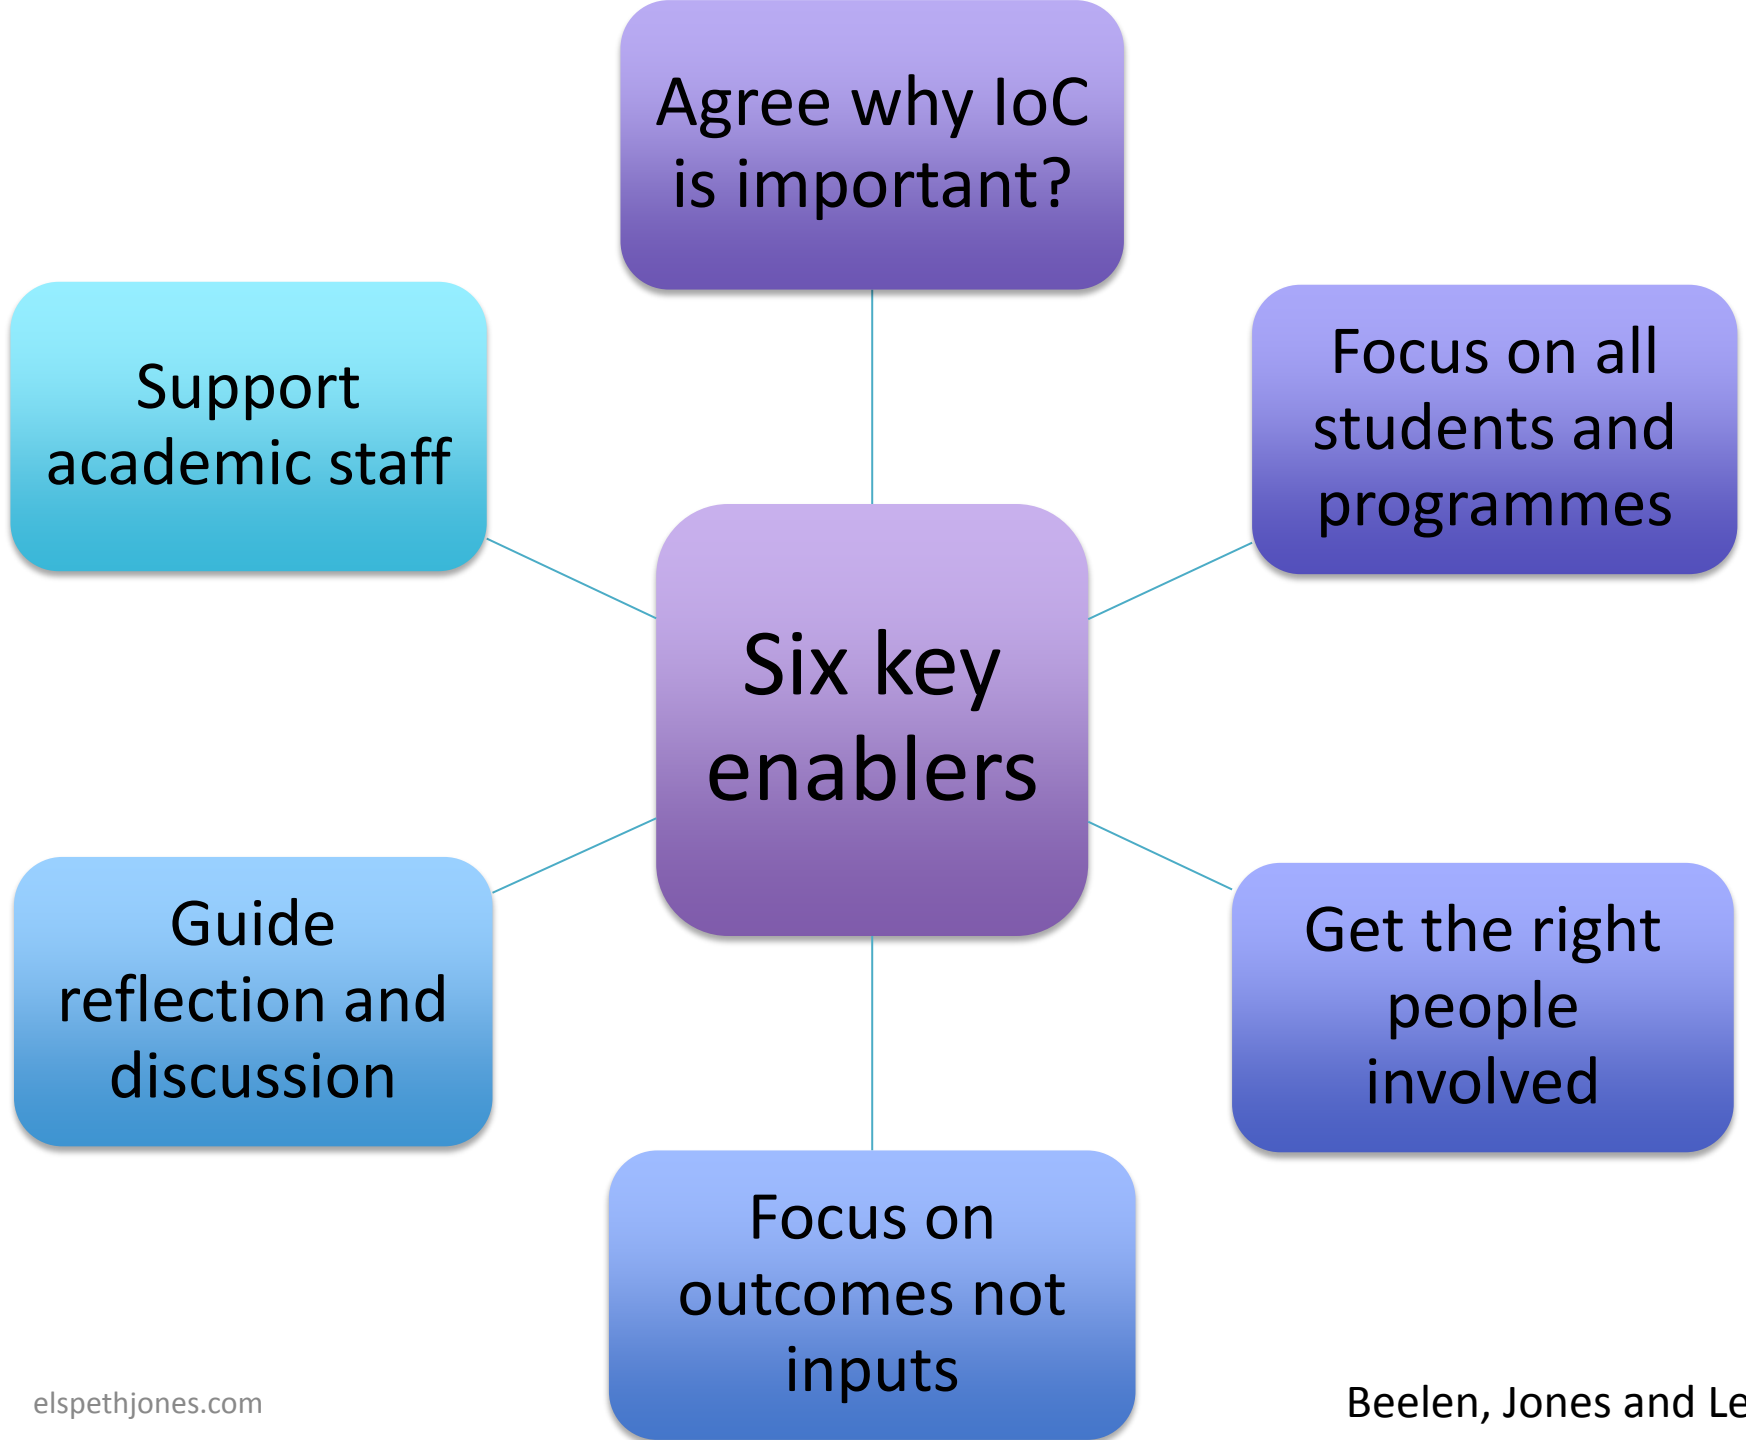 Agree why IoC
is important?
Focus on all
students and
programmes
Get the right
people
involved
Focus on
outcomes not
inputs
Guide
reflection and
discussion
Support
academic staff
Six key
enablers
elspethjones.com
Beelen, Jones and